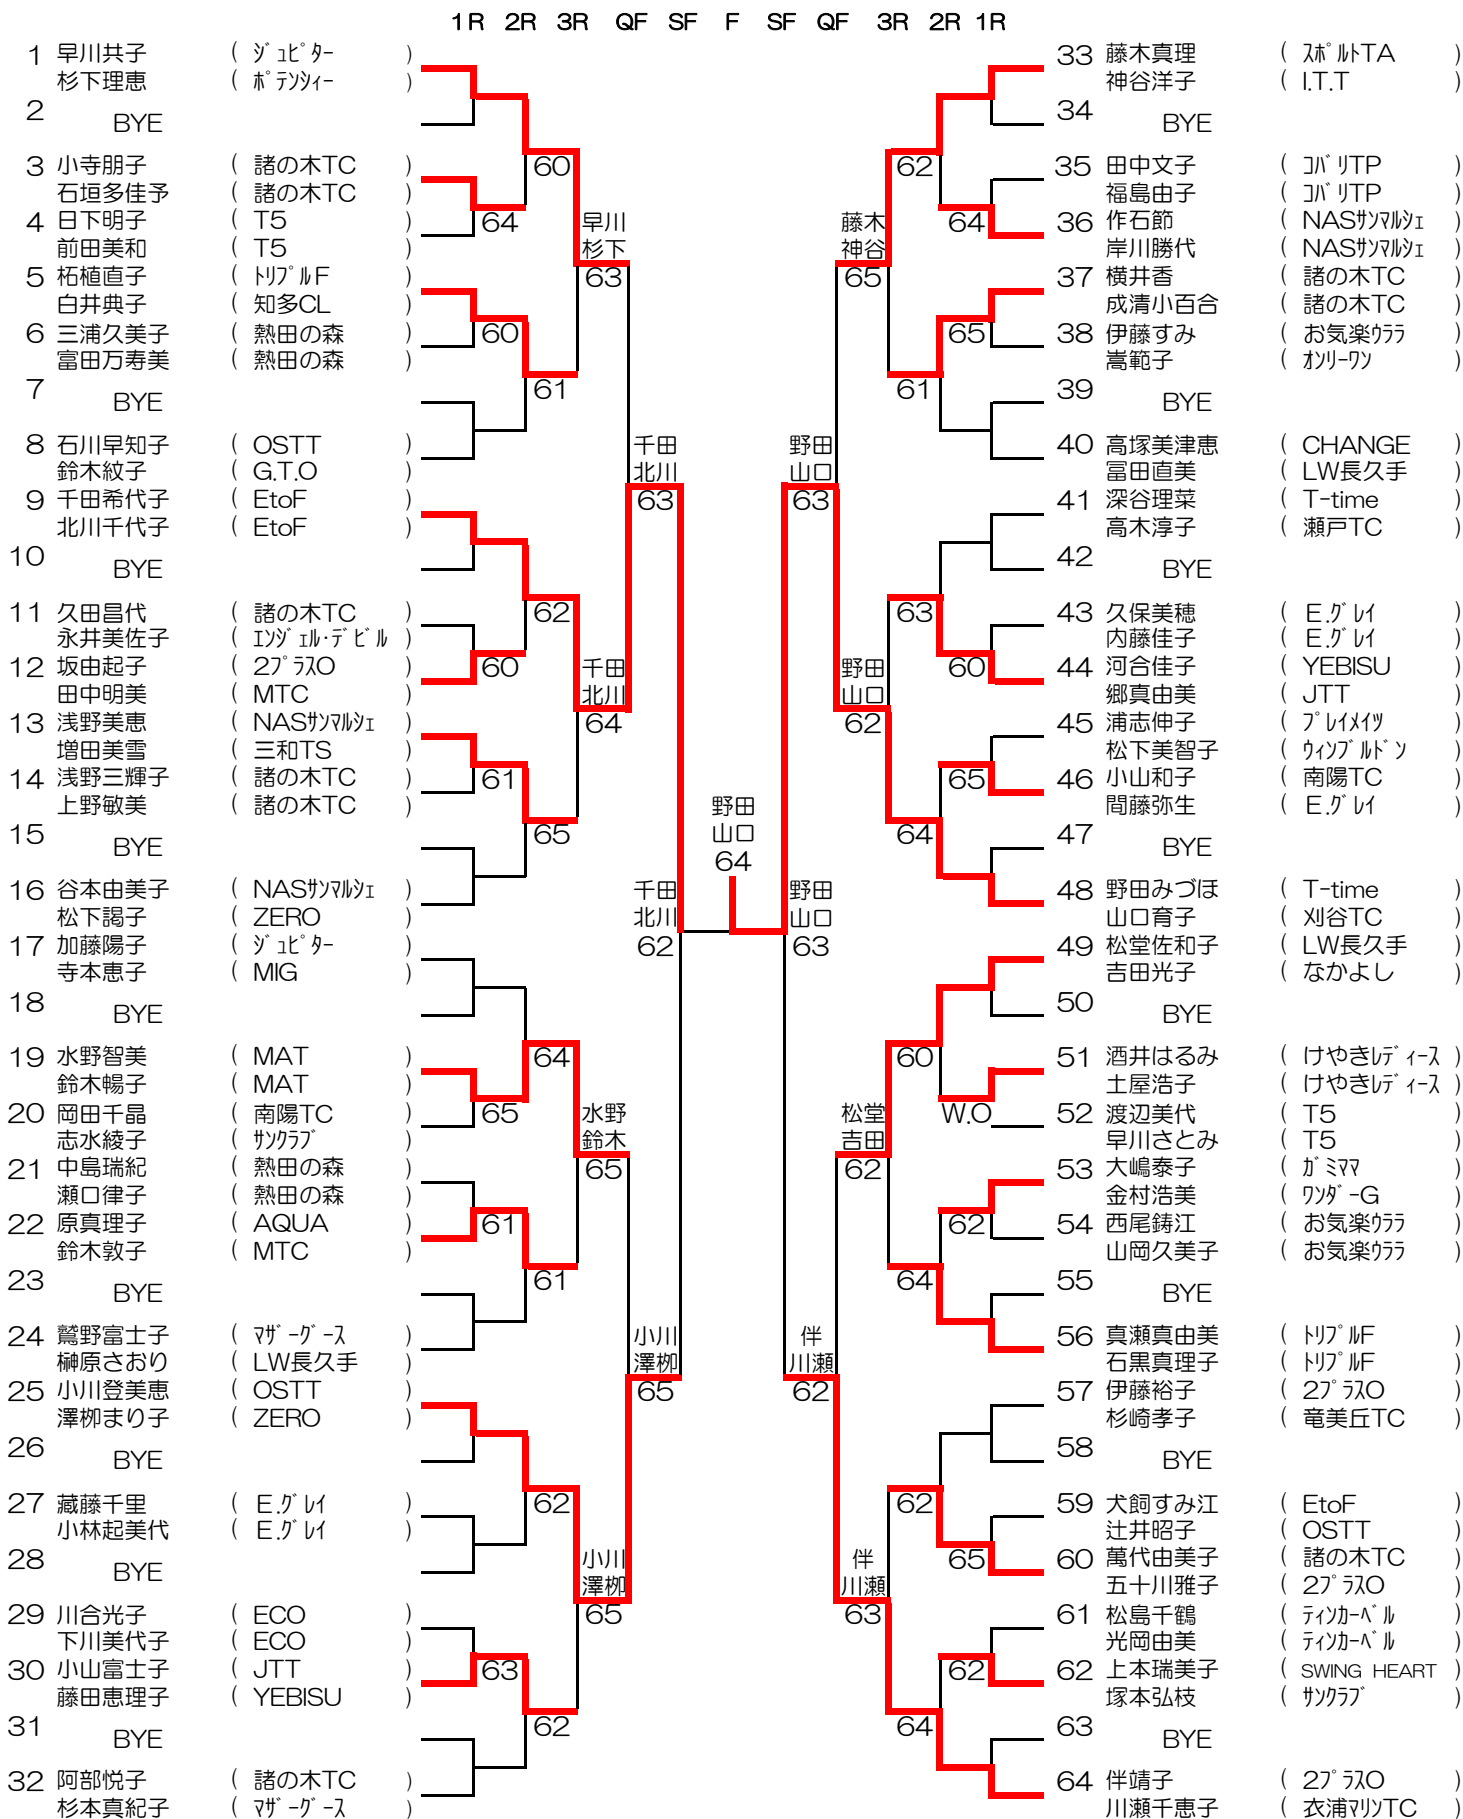 1R 2R 3R QF SF F SF QF 3R 2R 1R
1 早川共子 ( ジュピター )
杉下理恵 ( ポテンシィー )
2 BYE
3 小寺朋子 ( 諸の木TC )
石垣多佳予 ( 諸の木TC )
4 日下明子 ( T5 )
前田美和 ( T5 )
5 柘植直子 ( トリプルF )
白井典子 ( 知多CL )
6 三浦久美子 ( 熱田の森 )
富田万寿美 ( 熱田の森 )
7 BYE
8 石川早知子 ( OSTT )
鈴木紋子 ( G.T.O )
9 千田希代子 ( EtoF )
北川千代子 ( EtoF )
10 BYE
11 久田昌代 ( 諸の木TC )
永井美佐子 ( エンジェル・デビル )
12 坂由起子 ( 2プラスO )
田中明美 ( MTC )
13 浅野美恵 ( NASサンマルシェ )
増田美雪 ( 三和TS )
14 浅野三輝子 ( 諸の木TC )
上野敏美 ( 諸の木TC )
15 BYE
16 谷本由美子 ( NASサンマルシェ )
松下謁子 ( ZERO )
17 加藤陽子 ( ジュピター )
寺本恵子 ( MIG )
18 BYE
19 水野智美 ( MAT )
鈴木暢子 ( MAT )
20 岡田千晶 ( 南陽TC )
志水綾子 ( サンクラブ )
21 中島瑞紀 ( 熱田の森 )
瀬口律子 ( 熱田の森 )
22 原真理子 ( AQUA )
鈴木敦子 ( MTC )
23 BYE
24 鷲野富士子 ( マザーグース )
榊原さおり ( LW長久手 )
25 小川登美恵 ( OSTT )
澤栁まり子 ( ZERO )
26 BYE
27 蔵藤千里 ( E.グレイ )
小林起美代 ( E.グレイ )
28 BYE
29 川合光子 ( ECO )
下川美代子 ( ECO )
30 小山富士子 ( JTT )
藤田恵理子 ( YEBISU )
31 BYE
32 阿部悦子 ( 諸の木TC )
杉本真紀子 ( マザーグース )
64
60
60
61
61
65
65
61
63
60
61
62
65
64
61
62
62
早川
杉下
63
千田
北川
64
水野
鈴木
65
小川
澤栁
65
千田
北川
63
小川
澤栁
65
千田
北川
62
野田
山口
64
野田
山口
63
野田
山口
63
伴
川瀬
62
藤木
神谷
65
野田
山口
62
松堂
吉田
62
伴
川瀬
63
62
61
63
64
60
64
62
64
64
65
60
65
W.O
62
65
62
33 藤木真理 ( スポルトTA )
神谷洋子 ( I.T.T )
34 BYE
35 田中文子 ( コバリTP )
福島由子 ( コバリTP )
36 作石節 ( NASサンマルシェ )
岸川勝代 ( NASサンマルシェ )
37 横井香 ( 諸の木TC )
成清小百合 ( 諸の木TC )
38 伊藤すみ ( お気楽ウララ )
嵩範子 ( オンリーワン )
39 BYE
40 高塚美津恵 ( CHANGE )
冨田直美 ( LW長久手 )
41 深谷理菜 ( T-time )
高木淳子 ( 瀬戸TC )
42 BYE
43 久保美穂 ( E.グレイ )
内藤佳子 ( E.グレイ )
44 河合佳子 ( YEBISU )
郷真由美 ( JTT )
45 浦志伸子 ( プレイメイツ )
松下美智子 ( ウィンブルドン )
46 小山和子 ( 南陽TC )
間藤弥生 ( E.グレイ )
47 BYE
48 野田みづほ ( T-time )
山口育子 ( 刈谷TC )
49 松堂佐和子 ( LW長久手 )
吉田光子 ( なかよし )
50 BYE
51 酒井はるみ ( けやきレディース )
土屋浩子 ( けやきレディース )
52 渡辺美代 ( T5 )
早川さとみ ( T5 )
53 大嶋泰子 ( ガミママ )
金村浩美 ( ワンダーG )
54 西尾鋳江 ( お気楽ウララ )
山岡久美子 ( お気楽ウララ )
55 BYE
56 真瀬真由美 ( トリプルF )
石黒真理子 ( トリプルF )
57 伊藤裕子 ( 2プラスO )
杉崎孝子 ( 竜美丘TC )
58 BYE
59 犬飼すみ江 ( EtoF )
辻井昭子 ( OSTT )
60 萬代由美子 ( 諸の木TC )
五十川雅子 ( 2プラスO )
61 松島千鶴 ( ティンカーベル )
光岡由美 ( ティンカーベル )
62 上本瑞美子 ( SWING HEART )
塚本弘枝 ( サンクラブ )
63 BYE
64 伴靖子 ( 2プラスO )
川瀬千恵子 ( 衣浦マリンTC )